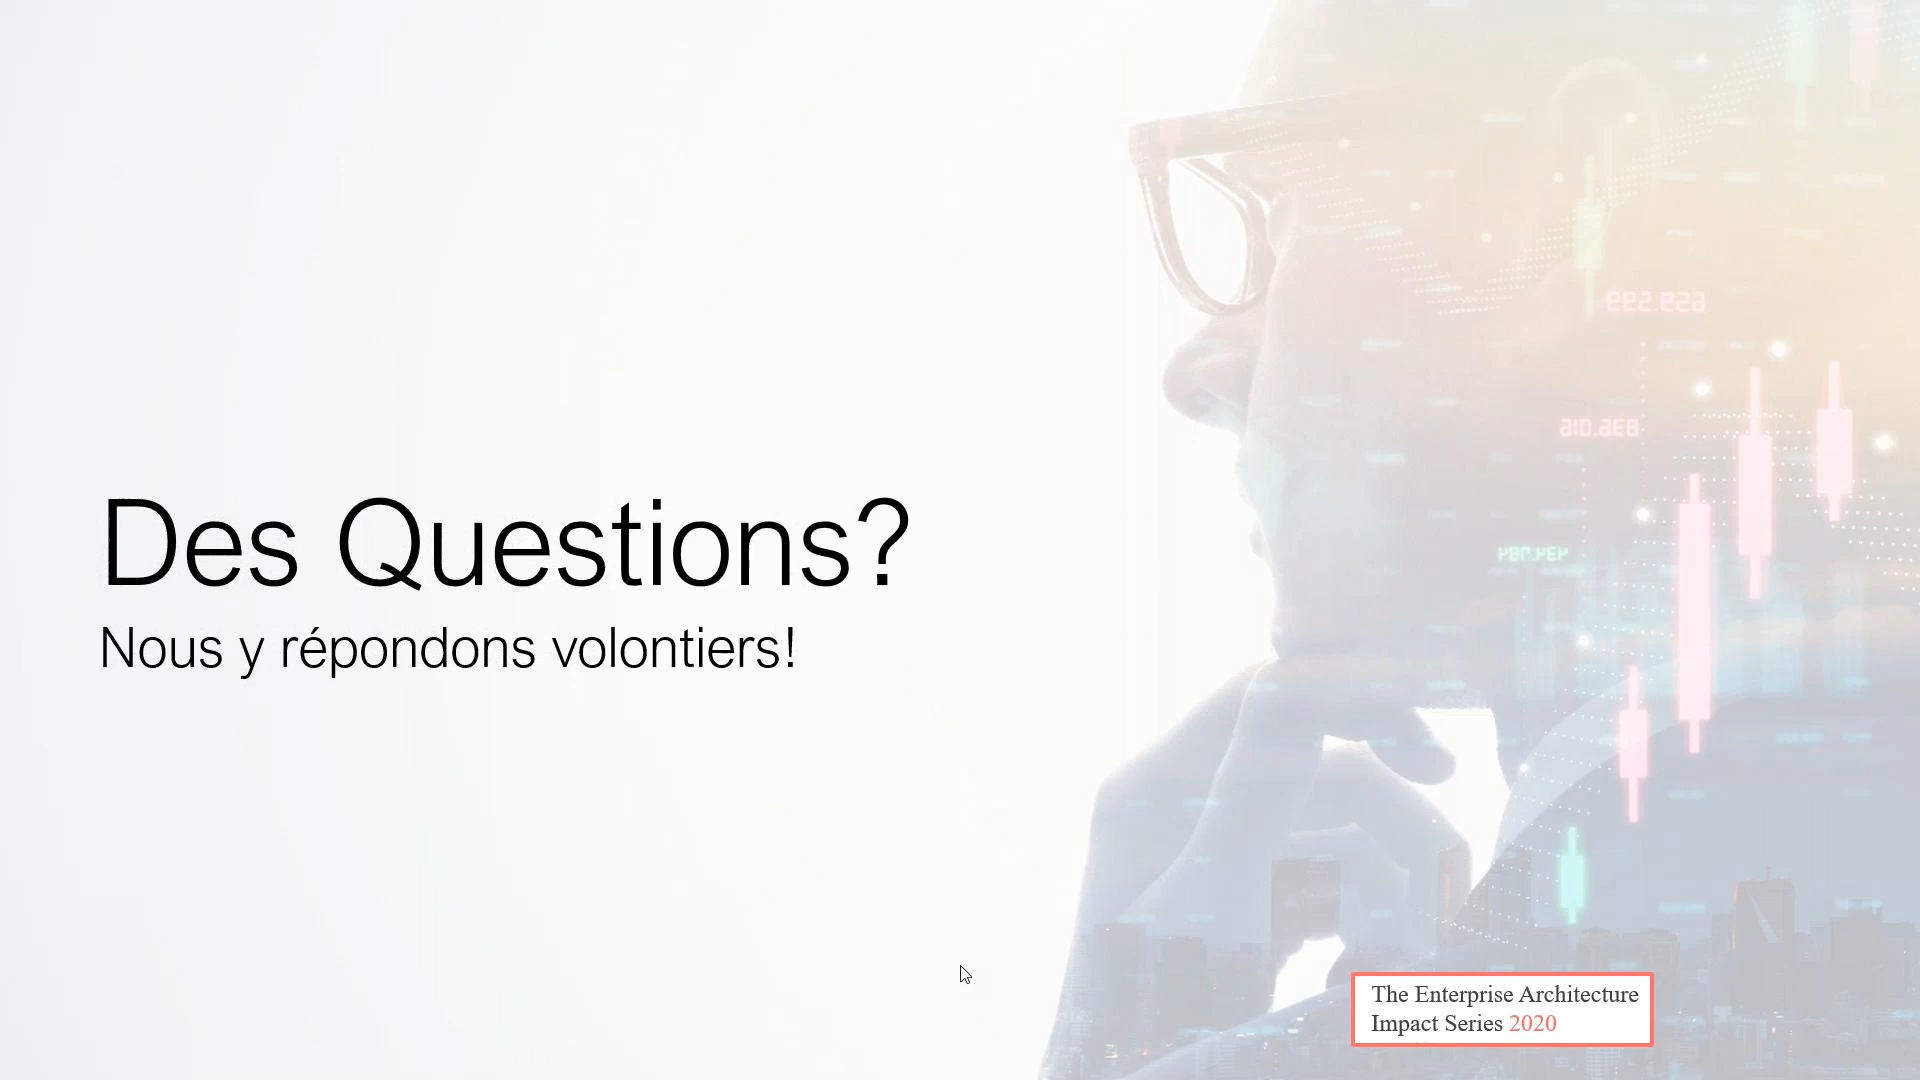 Des Questions?
Nous y répondons volontiers!
The Enterprise Architecture
Impact Series 2020